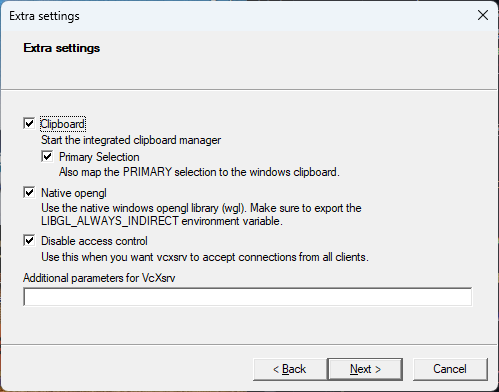 Extra settings
Extra settings
Clipboard
Start the integrated clipboard manager
Primary Selection
Also map the PRIMARY selection to the windows clipboard.
Native opengl
Use the native windows opengl library (wgl). Make sure to export the
LIBGL_ALWAYS_INDIRECT environment variable.
Disable access control
Use this when you want vcxsrv to accept connections from all clients.
Additional parameters for VcXsrv
< Back
Next >
Cancel